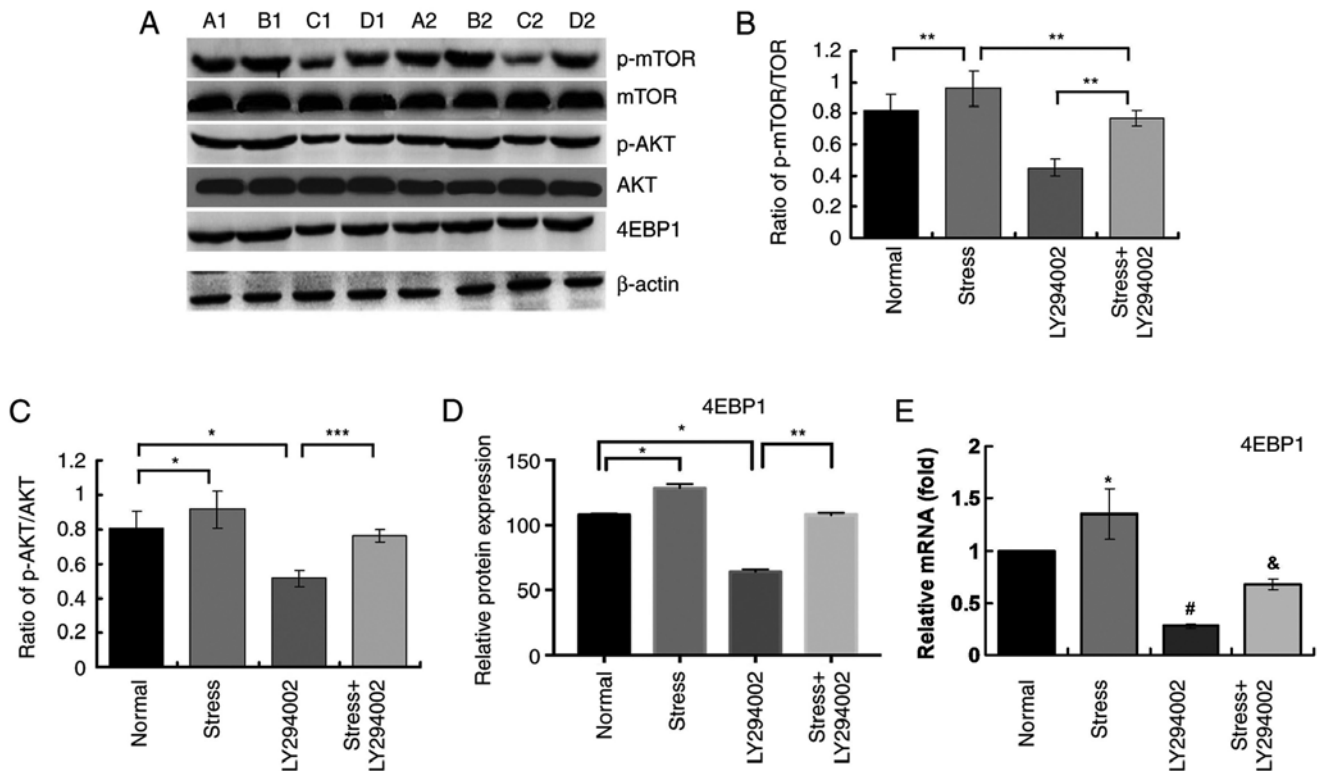 A
A1 B1 C1 D1 A2 B2 C2 D2
p-mTOR
mTOR
p-AKT
AKT
4EBP1
β-actin
B
Ratio of p-mTOR/TOR
1.2
1
0.8
0.6
0.4
0.2
0
** ** **
Normal
Stress
LY294002
Stress+
LY294002
C
Ratio of p-AKT/AKT
1.2
1
0.8
0.6
0.4
0.2
0
* * ***
Normal
Stress
LY294002
Stress+
LY294002
D
4EBP1
Relative protein expression
150
100
50
0
* * **
Normal
Stress
LY294002
Stress+
LY294002
E
4EBP1
Relative mRNA (fold)
2
1.5
1
0.5
0
* # &
Normal
Stress
LY294002
Stress+
LY294002